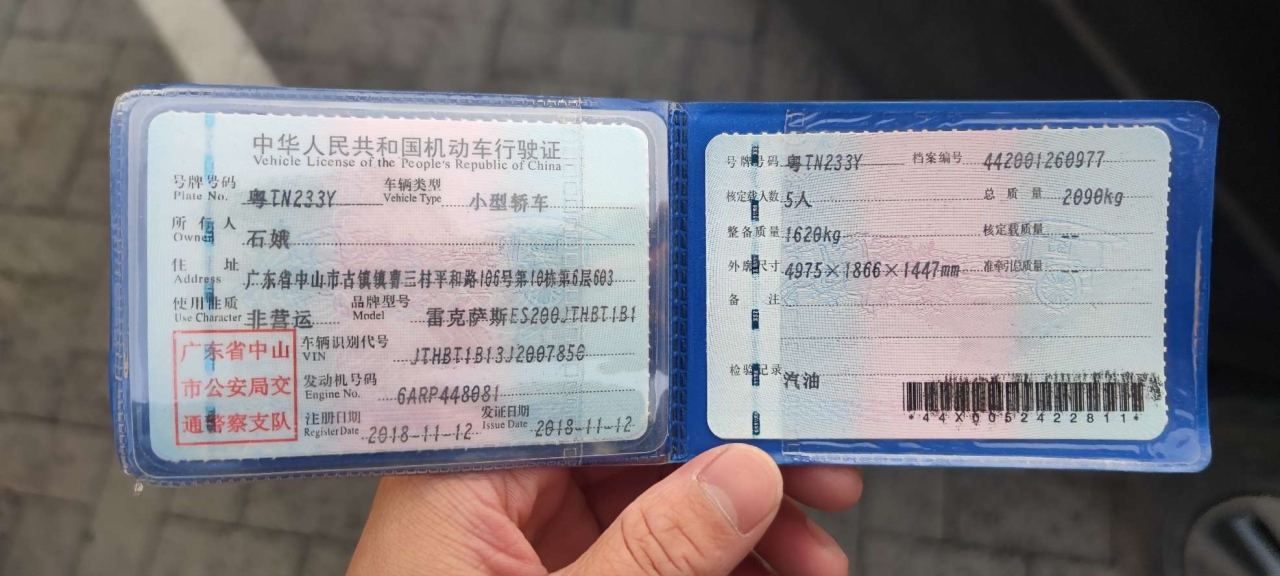 中华人民共和国机动车行驶证
Vehicle License of the People's Republic of China
号牌号码 粤TN233Y 车辆类型 小型轿车
Plate No. Vehicle Type
所有人 石娥
Owner
住址 广东省中山市古镇镇曹三村平和路106号第10栋第6层603
Address
使用性质 非营运 品牌型号 雷克萨斯ES200JTHBT1B1
Use Character Model
广东省中山
市公安局交
通警察支队
车辆识别代号 JTHBT1B13J2007856
VIN
发动机号码 6ARP448081
Engine No.
注册日期 2018-11-12 发证日期 2018-11-12
Register Date Issue Date
号牌号码 粤TN233Y 档案编号 442001260977
核定载人数 5人 总质量 2090kg
整备质量 1620kg 核定载质量 --
外廓尺寸 4975×1866×1447mm 准牵引总质量 --
备注
检验记录 汽油
*44X0052422811*